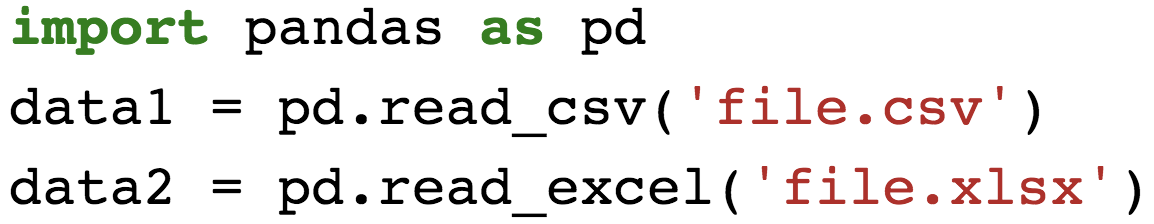 import pandas as pd
data1 = pd.read_csv('file.csv')
data2 = pd.read_excel('file.xlsx')